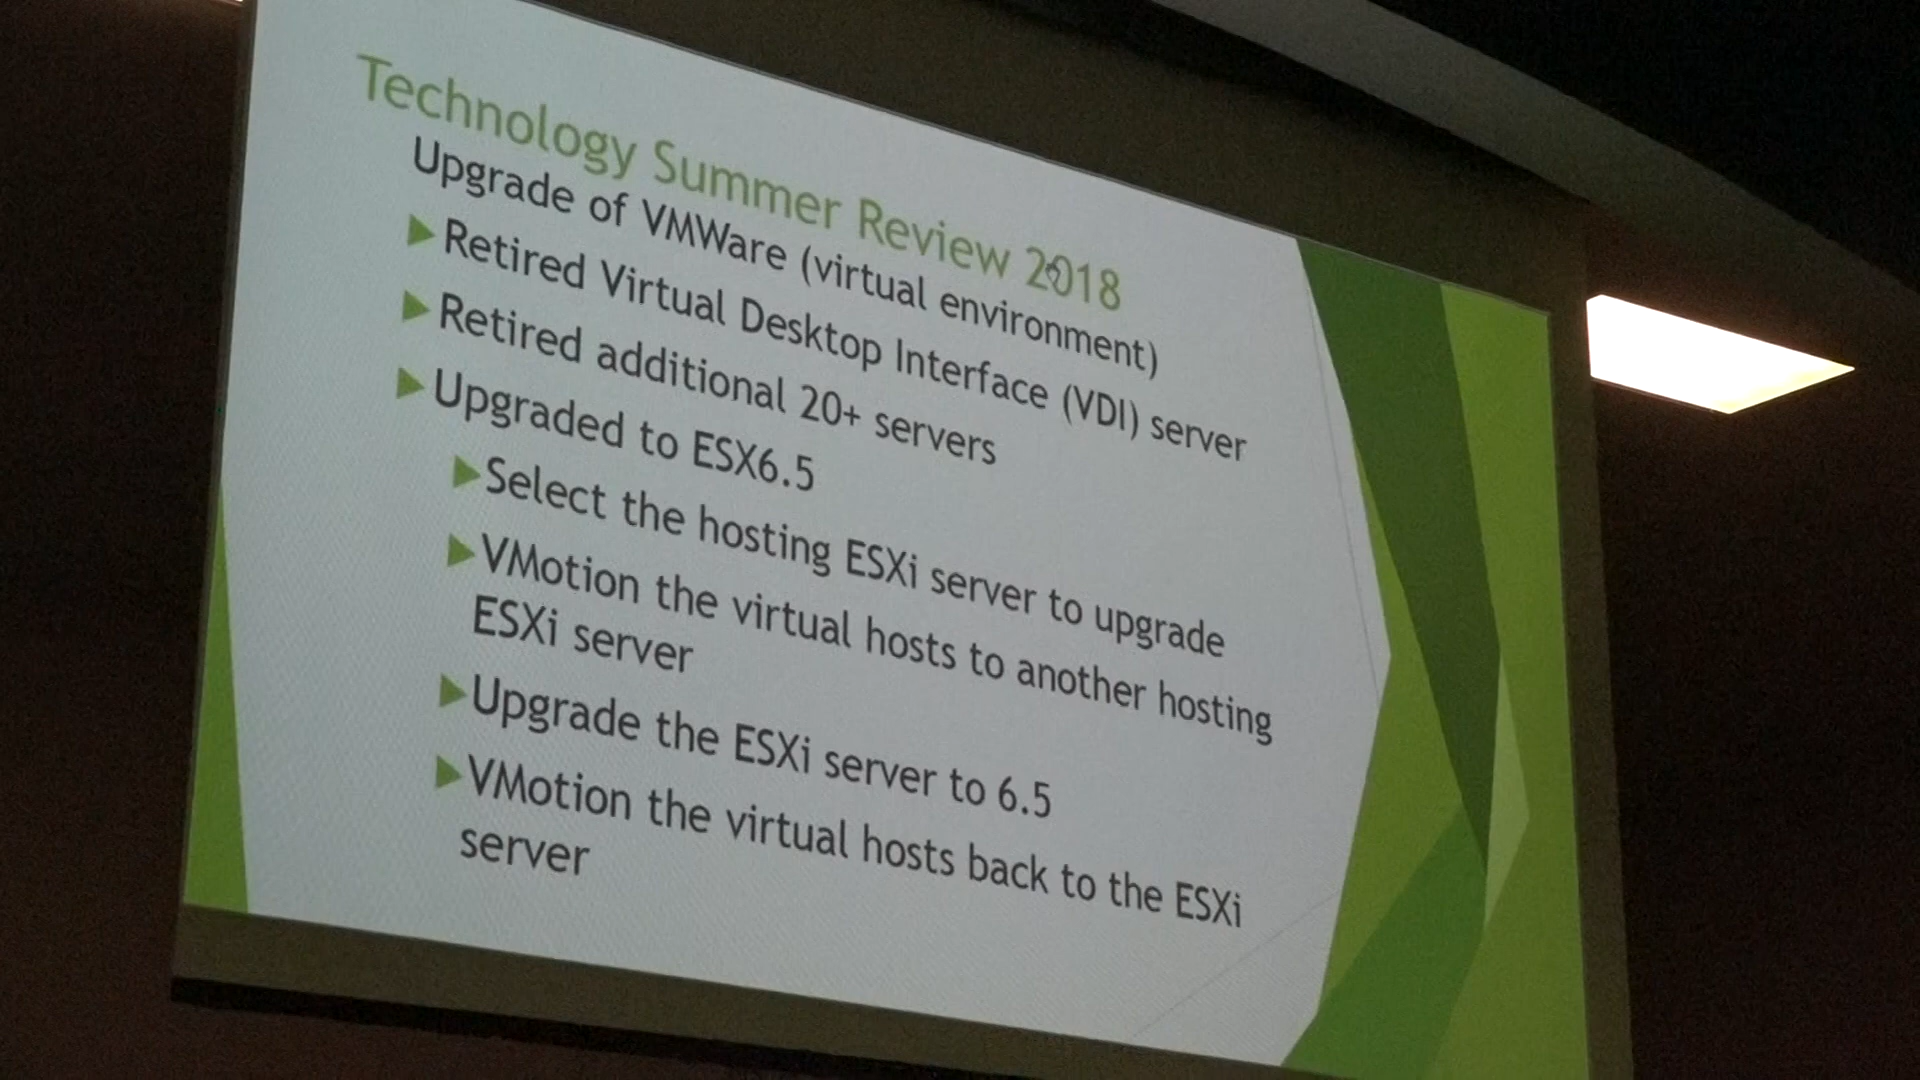 Technology Summer Review 2018
Upgrade of VMWare (virtual environment)
Retired Virtual Desktop Interface (VDI) server
Retired additional 20+ servers
Upgraded to ESX6.5
Select the hosting ESXi server to upgrade
VMotion the virtual hosts to another hosting
ESXi server
Upgrade the ESXi server to 6.5
VMotion the virtual hosts back to the ESXi
server